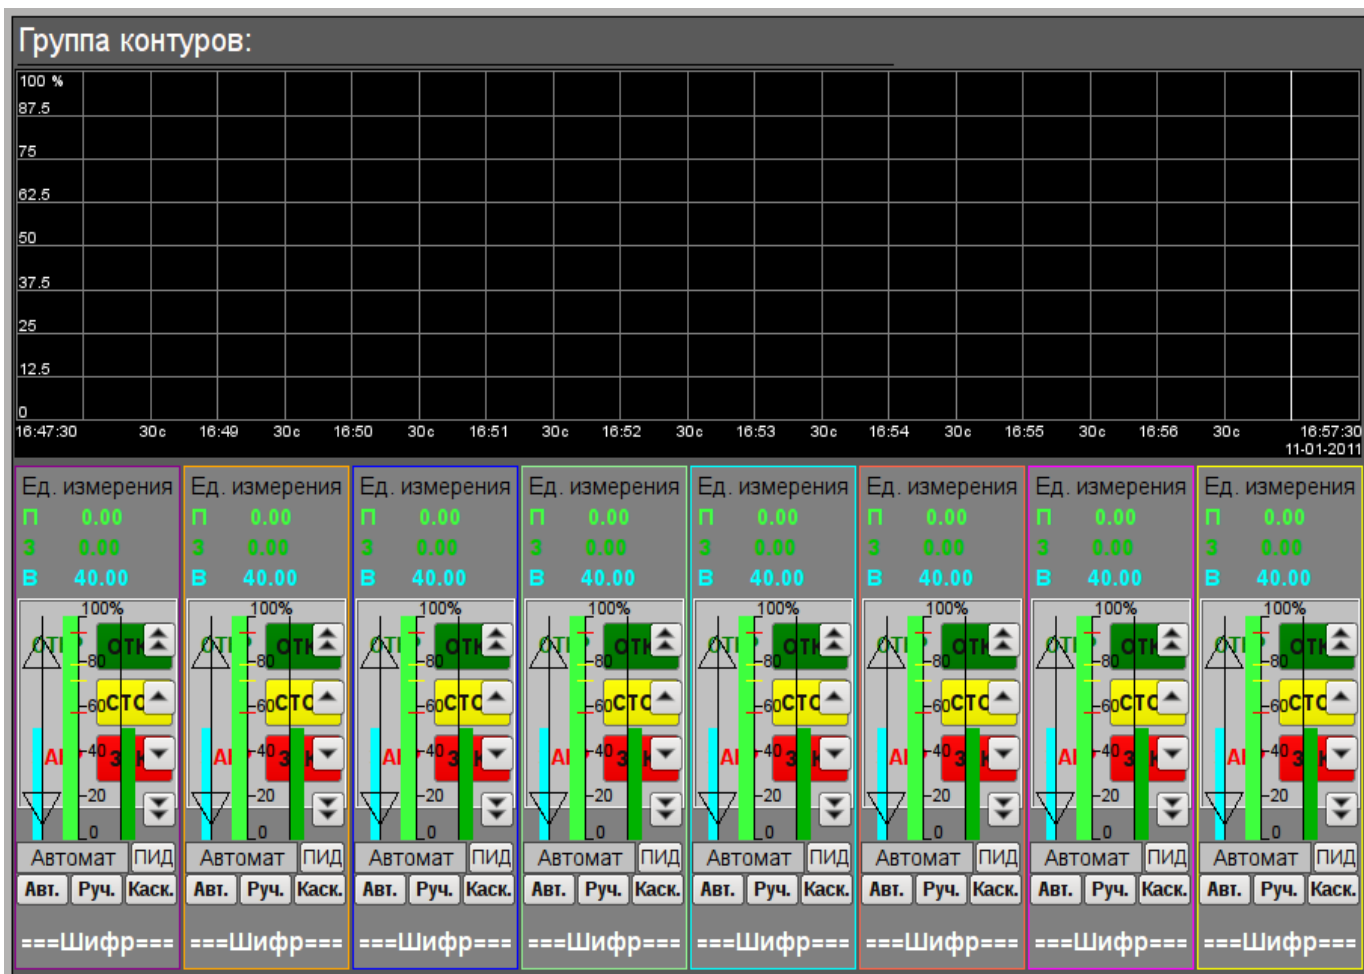 Группа контуров:
100 %
87.5
75
62.5
50
37.5
25
12.5
0
16:47:30 30с 16:49 30с 16:50 30с 16:51 30с 16:52 30с 16:53 30с 16:54 30с 16:55 30с 16:56 30с 16:57:30
11-01-2011
Ед. измерения Ед. измерения Ед. измерения Ед. измерения Ед. измерения Ед. измерения Ед. измерения Ед. измерения
П 0.00 П 0.00 П 0.00 П 0.00 П 0.00 П 0.00 П 0.00 П 0.00
З 0.00 З 0.00 З 0.00 З 0.00 З 0.00 З 0.00 З 0.00 З 0.00
В 40.00 В 40.00 В 40.00 В 40.00 В 40.00 В 40.00 В 40.00 В 40.00
100% 100% 100% 100% 100% 100% 100% 100%
80 80 80 80 80 80 80 80
60 60 60 60 60 60 60 60
40 40 40 40 40 40 40 40
20 20 20 20 20 20 20 20
0 0 0 0 0 0 0 0
Автомат ПИД Автомат ПИД Автомат ПИД Автомат ПИД Автомат ПИД Автомат ПИД Автомат ПИД Автомат ПИД
Авт. Руч. Каск. Авт. Руч. Каск. Авт. Руч. Каск. Авт. Руч. Каск. Авт. Руч. Каск. Авт. Руч. Каск. Авт. Руч. Каск. Авт. Руч. Каск.
===Шифр=== ===Шифр=== ===Шифр=== ===Шифр=== ===Шифр=== ===Шифр=== ===Шифр=== ===Шифр===